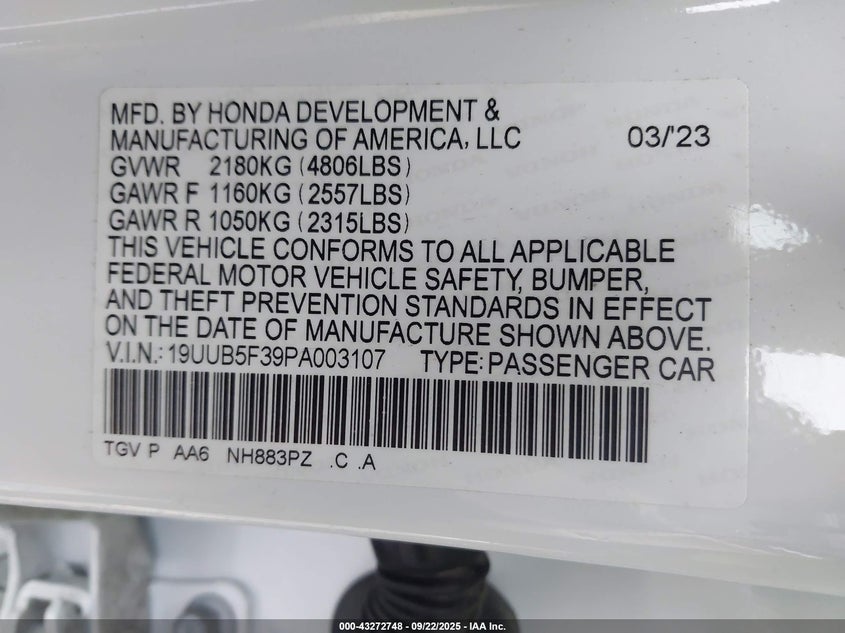 MFD. BY HONDA DEVELOPMENT &
MANUFACTURING OF AMERICA, LLC 03/'23
GVWR 2180KG (4806LBS)
GAWR F 1160KG (2557LBS)
GAWR R 1050KG (2315LBS)
THIS VEHICLE CONFORMS TO ALL APPLICABLE
FEDERAL MOTOR VEHICLE SAFETY, BUMPER,
AND THEFT PREVENTION STANDARDS IN EFFECT
ON THE DATE OF MANUFACTURE SHOWN ABOVE.
V.I.N.: 19UUB5F39PA003107 TYPE: PASSENGER CAR
TGV P AA6 NH883PZ .C .A
000-43272748 - 09/22/2025 - IAA Inc.